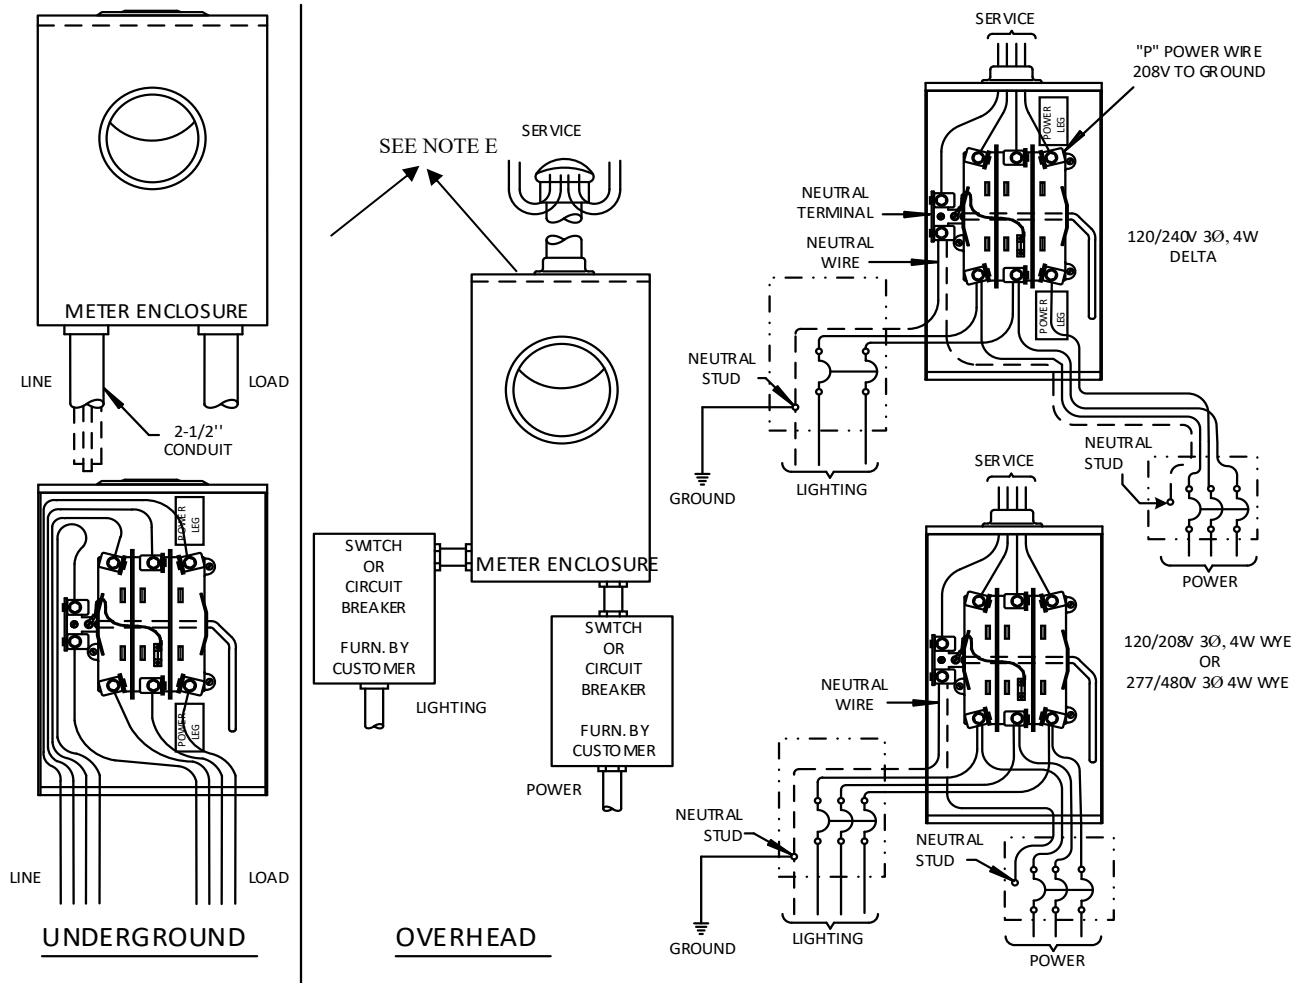 METER ENCLOSURE
LINE
LOAD
2-1/2''
CONDUIT
POWER
LEG
POWER
LEG
LINE
LOAD
UNDERGROUND
SEE NOTE E
SERVICE
METER ENCLOSURE
SWITCH
OR
CIRCUIT
BREAKER
FURN. BY
CUSTOMER
LIGHTING
SWITCH
OR
CIRCUIT
BREAKER
FURN. BY
CUSTOMER
POWER
OVERHEAD
SERVICE
"P" POWER WIRE
208V TO GROUND
POWER
LEG
NEUTRAL
TERMINAL
NEUTRAL
WIRE
120/240V 3Ø, 4W
DELTA
POWER
LEG
NEUTRAL
STUD
GROUND
LIGHTING
NEUTRAL
STUD
POWER
SERVICE
120/208V 3Ø, 4W WYE
OR
277/480V 3Ø 4W WYE
NEUTRAL
WIRE
NEUTRAL
STUD
NEUTRAL
STUD
GROUND
LIGHTING
POWER